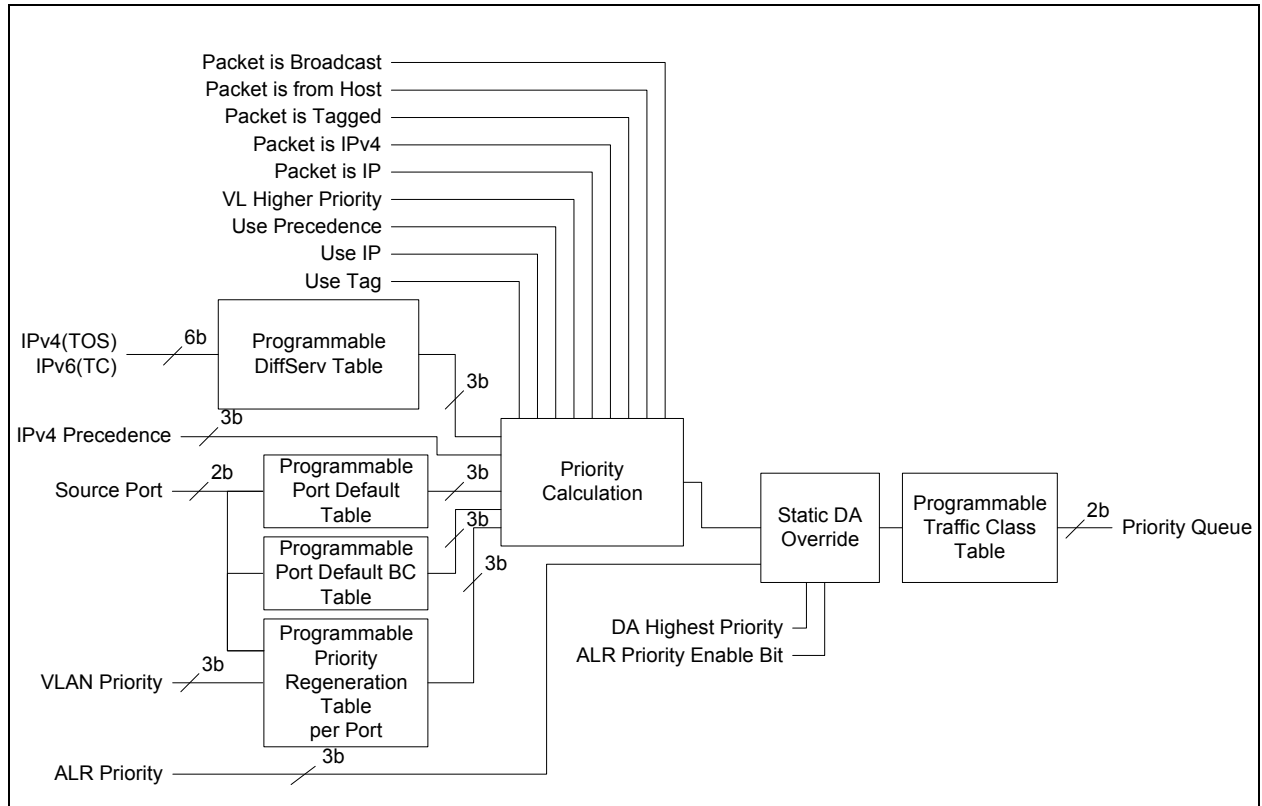 Packet is Broadcast
Packet is from Host
Packet is Tagged
Packet is IPv4
Packet is IP
VL Higher Priority
Use Precedence
Use IP
Use Tag
IPv4(TOS)
IPv6(TC)
6b
Programmable
DiffServ Table
3b
IPv4 Precedence
3b
Source Port
2b
Programmable
Port Default
Table
3b
Programmable
Port Default BC
Table
3b
VLAN Priority
3b
Programmable
Priority
Regeneration
Table
per Port
3b
ALR Priority
3b
Priority
Calculation
Static DA
Override
DA Highest Priority
ALR Priority Enable Bit
Programmable
Traffic Class
Table
2b
Priority Queue